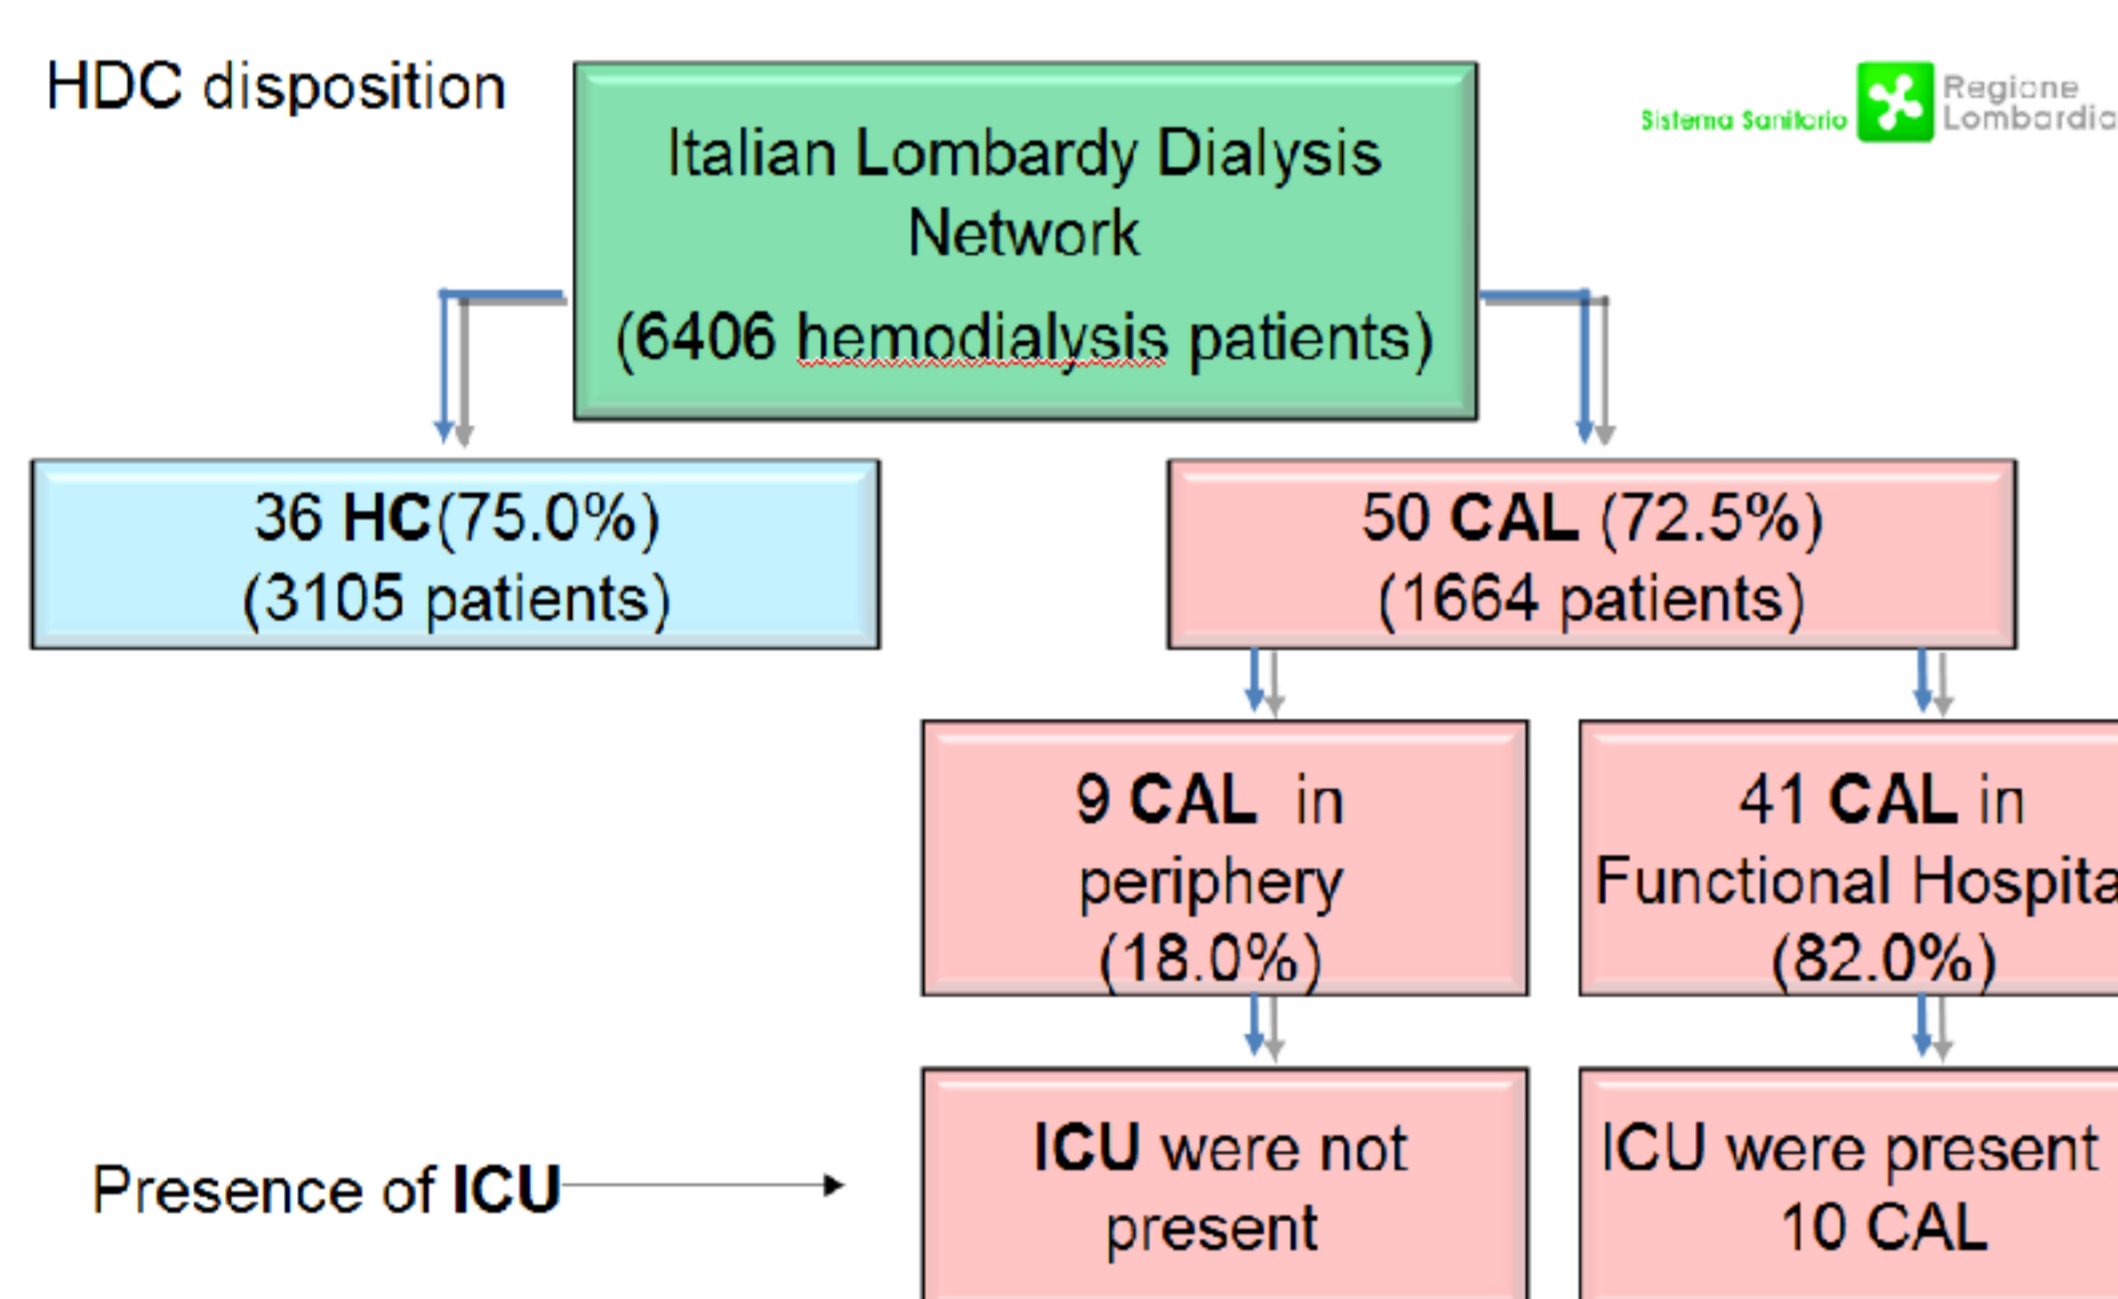 HDC disposition
Italian Lombardy Dialysis
Network
(6406 hemodialysis patients)
Sistema Sanitario
Regione
Lombardia
36 HC(75.0%)
(3105 patients)
50 CAL (72.5%)
(1664 patients)
9 CAL in
periphery
(18.0%)
41 CAL in
Functional Hospita
(82.0%)
Presence of ICU
ICU were not
present
ICU were present
10 CAL